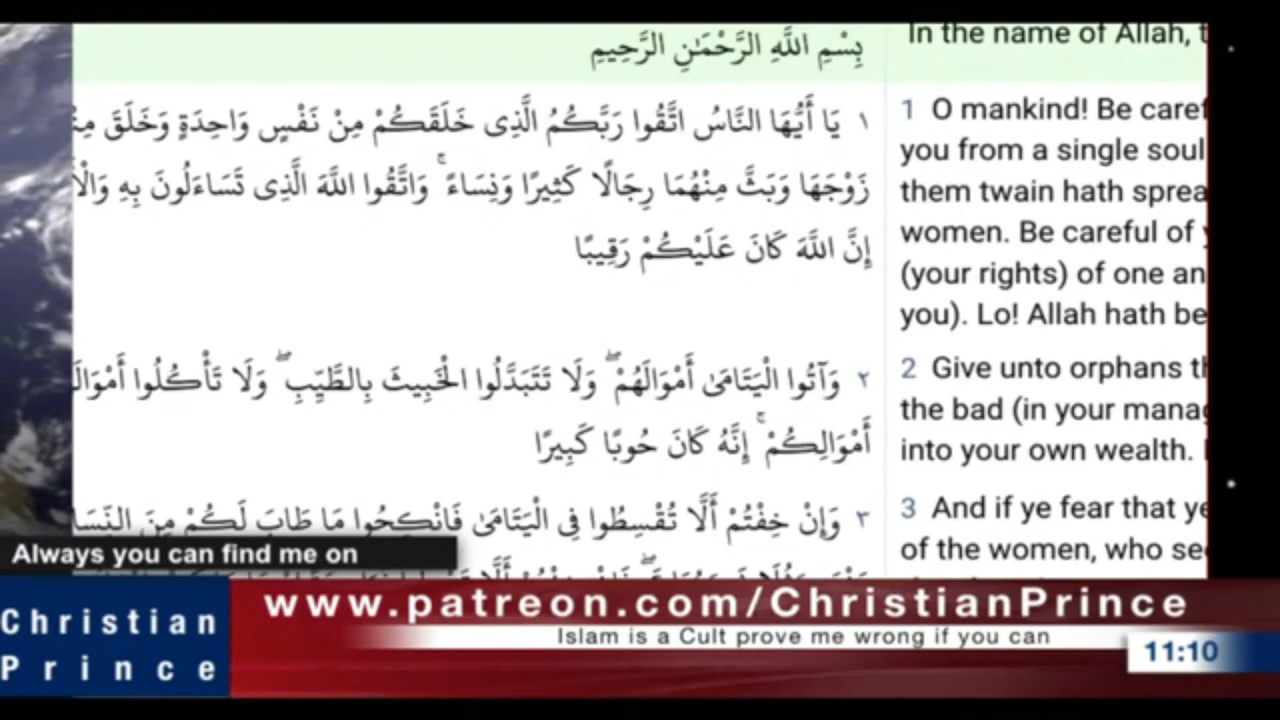 بِسْمِ اللَّهِ الرَّحْمَٰنِ الرَّحِيمِ
١ يَا أَيُّهَا النَّاسُ اتَّقُوا رَبَّكُمُ الَّذِى خَلَقَكُمْ مِنْ نَفْسٍ وَاحِدَةٍ وَخَلَقَ
زَوْجَهَا وَبَثَّ مِنْهُمَا رِجَالًا كَثِيرًا وَنِسَاءً ۚ وَاتَّقُوا اللَّهَ الَّذِى تَسَاءَلُونَ بِهِ
إِنَّ اللَّهَ كَانَ عَلَيْكُمْ رَقِيبًا
٢ وَآتُوا الْيَتَامَىٰ أَمْوَالَهُمْ ۖ وَلَا تَتَبَدَّلُوا الْخَبِيثَ بِالطَّيِّبِ ۖ وَلَا تَأْكُلُوا
أَمْوَالِكُمْ ۚ إِنَّهُ كَانَ حُوبًا كَبِيرًا
٣ وَإِنْ خِفْتُمْ أَلَّا تُقْسِطُوا فِى الْيَتَامَىٰ فَانْكِحُوا مَا طَابَ لَكُمْ مِنَ
In the name of Allah,
1 O mankind! Be caref
you from a single soul
them twain hath sprea
women. Be careful of
(your rights) of one an
you). Lo! Allah hath be
2 Give unto orphans th
the bad (in your mana
into your own wealth.
3 And if ye fear that ye
of the women, who see
Always you can find me on
www.patreon.com/ChristianPrince
Christian
Prince
Islam is a Cult prove me wrong if you can
11:10